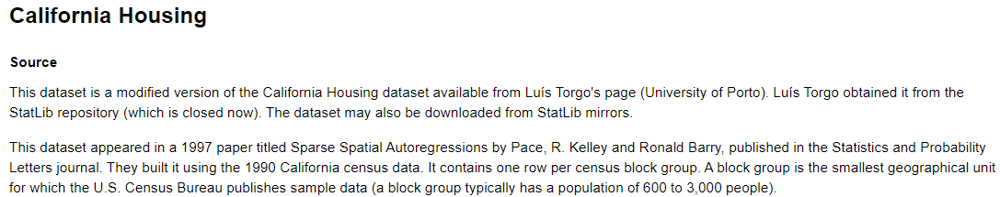 California Housing
Source
This dataset is a modified version of the California Housing dataset available from Luís Torgo's page (University of Porto). Luís Torgo obtained it from the
StatLib repository (which is closed now). The dataset may also be downloaded from StatLib mirrors.
This dataset appeared in a 1997 paper titled Sparse Spatial Autoregressions by Pace, R. Kelley and Ronald Barry, published in the Statistics and Probability
Letters journal. They built it using the 1990 California census data. It contains one row per census block group. A block group is the smallest geographical unit
for which the U.S. Census Bureau publishes sample data (a block group typically has a population of 600 to 3,000 people).